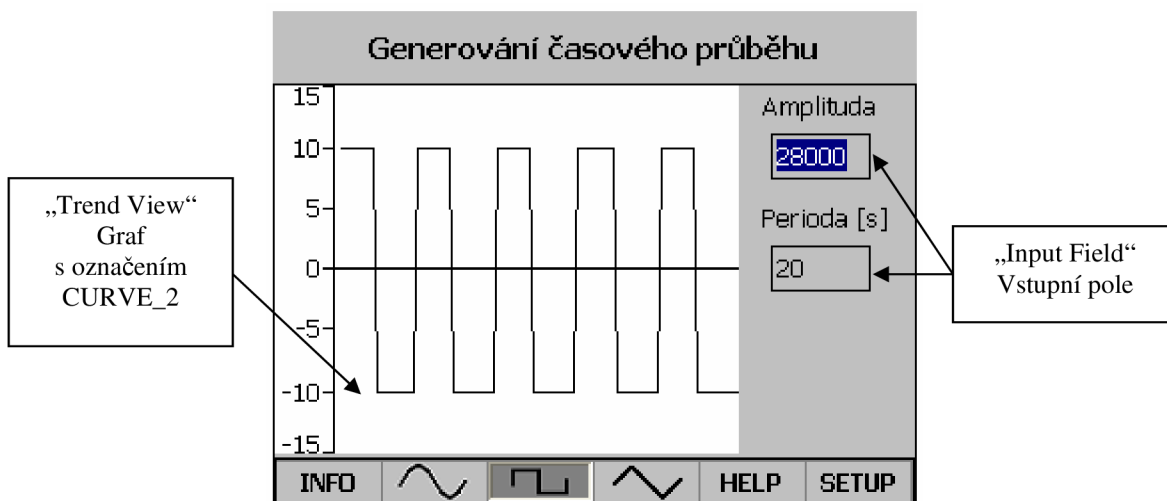 Generování časového průběhu
15
10
5
0
-5
-10
-15
Amplituda
28000
Perioda [s]
20
„Trend View“
Graf
s označením
CURVE_2
„Input Field“
Vstupní pole
INFO
HELP
SETUP